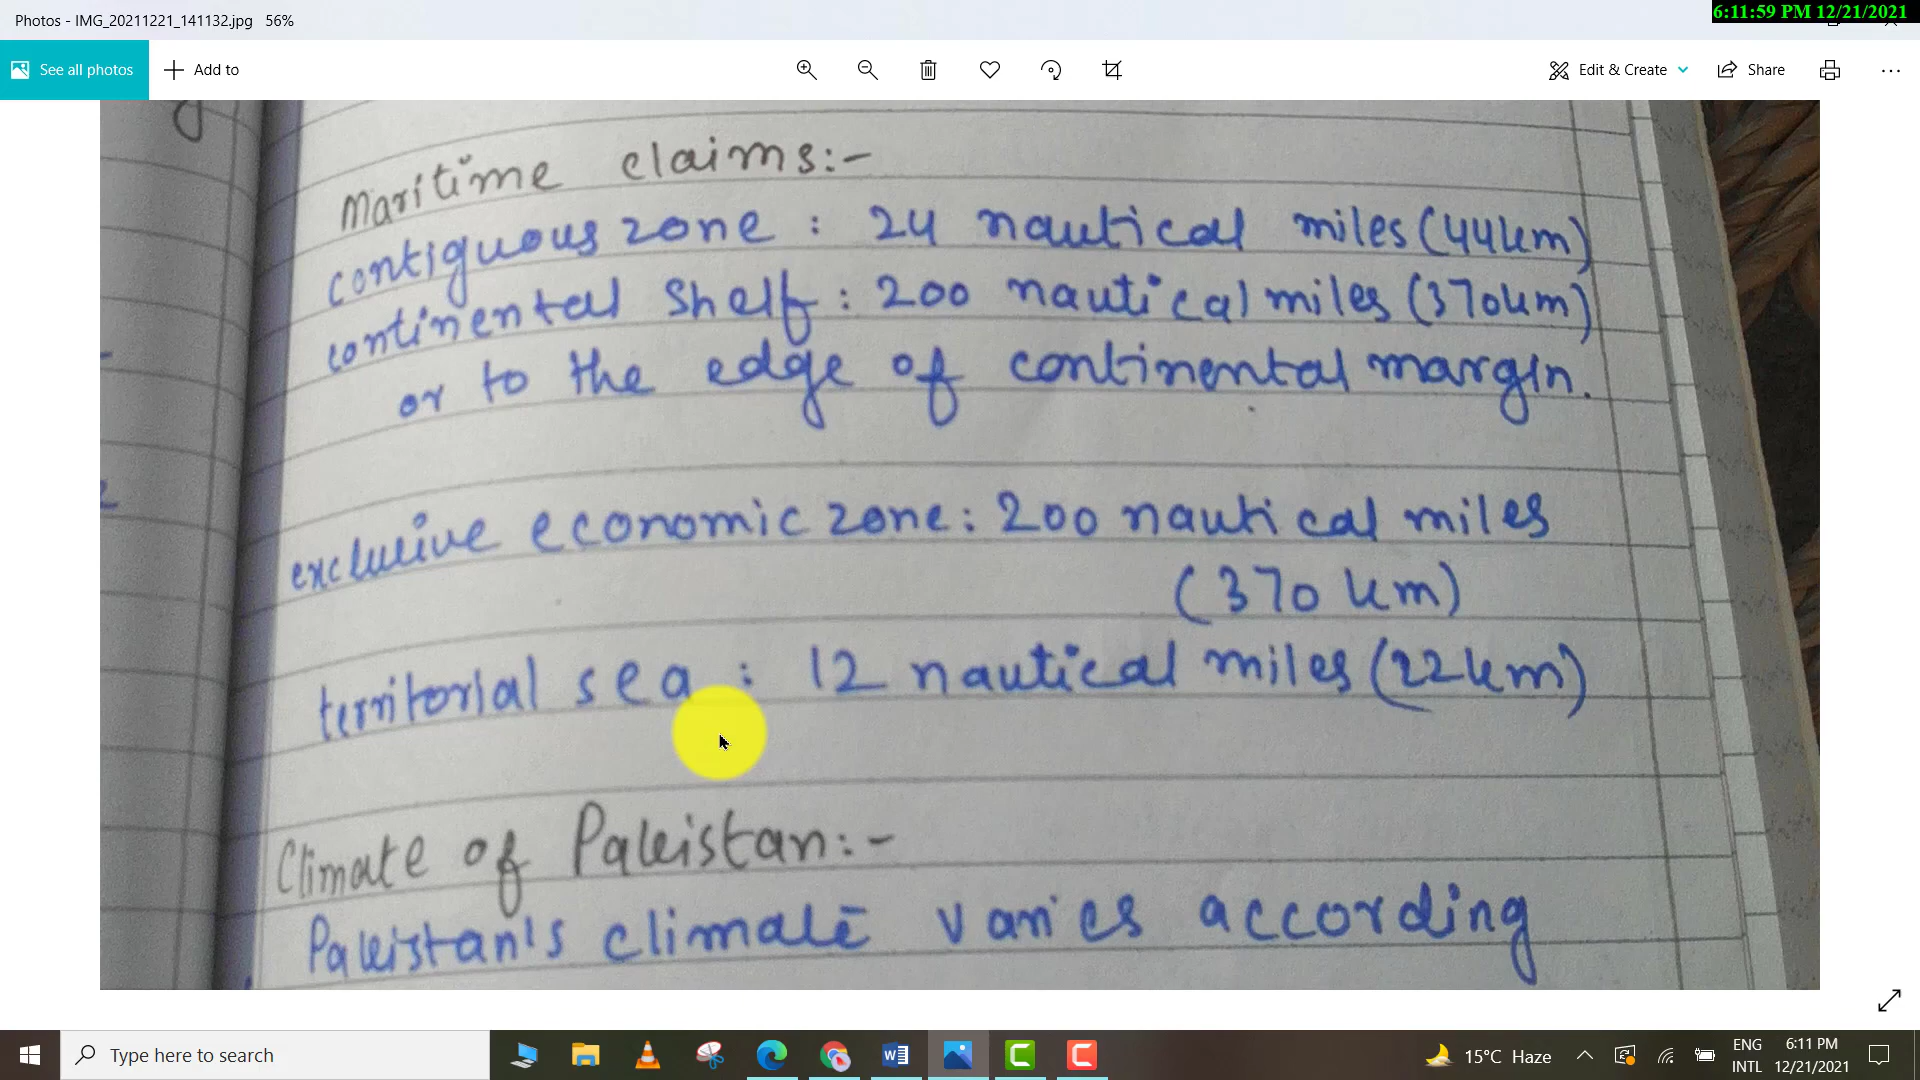 Photos - IMG_20211221_141132.jpg   56%
6:11:59 PM 12/21/2021
See all photos
Add to
Edit & Create
Share
Maritime claims:-
contiguous zone : 24 nautical miles (44km)
continental shelf : 200 nautical miles (370km)
or to the edge of continental margin.
exclusive economic zone : 200 nautical miles
(370 km)
territorial sea : 12 nautical miles (22km)
Climate of Pakistan:-
Pakistan's climate varies according
Type here to search
15°C Haze
ENG
INTL
6:11 PM
12/21/2021